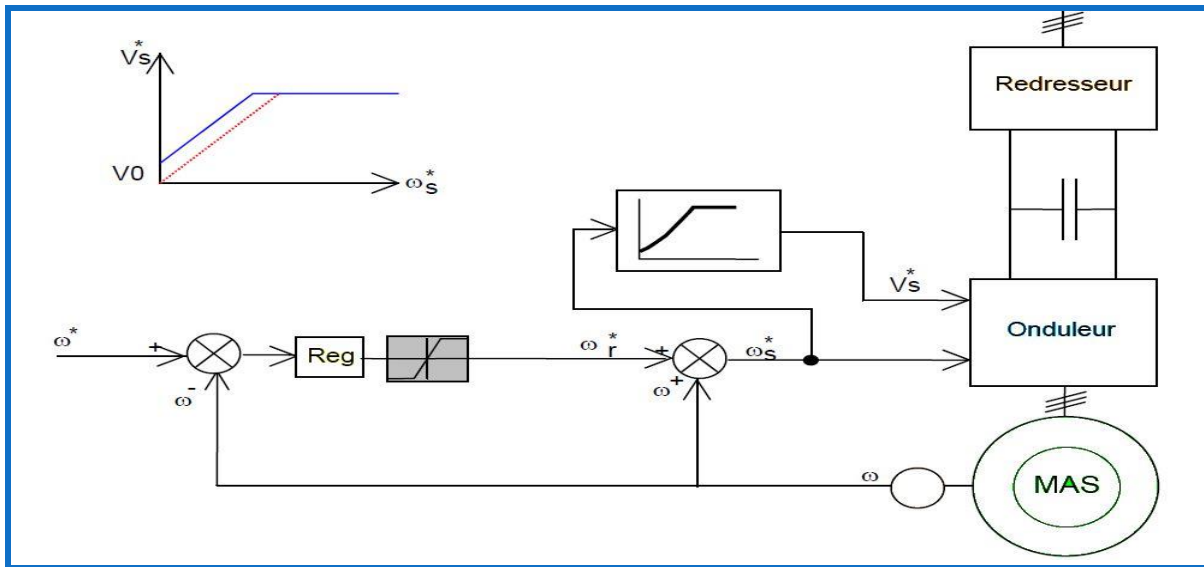 Vs*
V0
ωs*
Redresseur
Vs*
Onduleur
ω*
+
-
ω
Reg
ωr*
+
ω
+
ωs*
ω
MAS